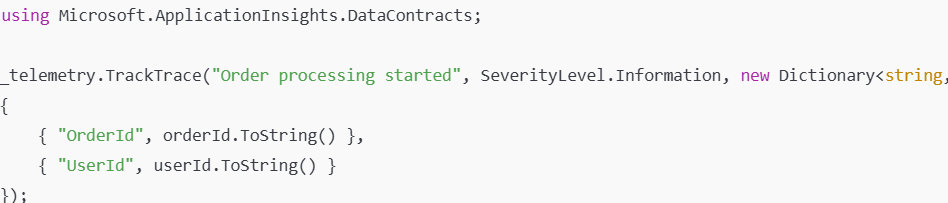 using Microsoft.ApplicationInsights.DataContracts;
_telemetry.TrackTrace("Order processing started", SeverityLevel.Information, new Dictionary<string,
{
    { "OrderId", orderId.ToString() },
    { "UserId", userId.ToString() }
});